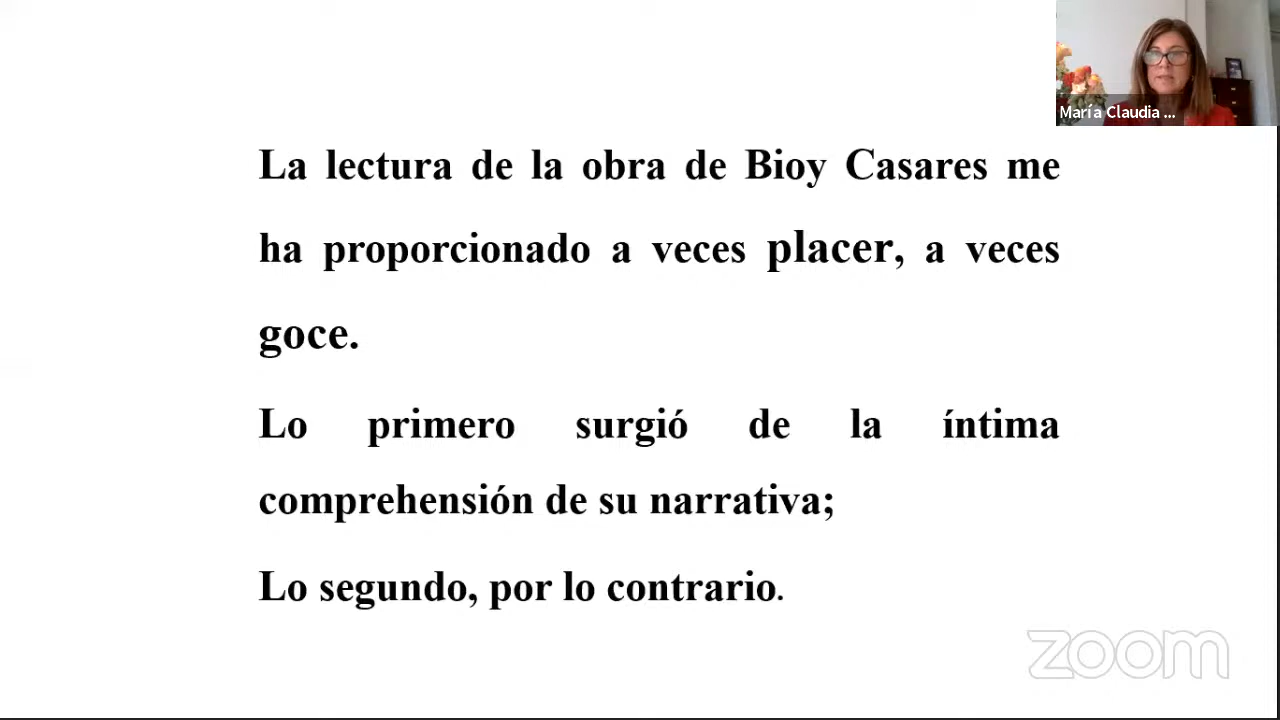 María Claudia ...
La lectura de la obra de Bioy Casares me
ha proporcionado a veces placer, a veces
goce.
Lo primero surgió de la íntima
comprehensión de su narrativa;
Lo segundo, por lo contrario.
zoom